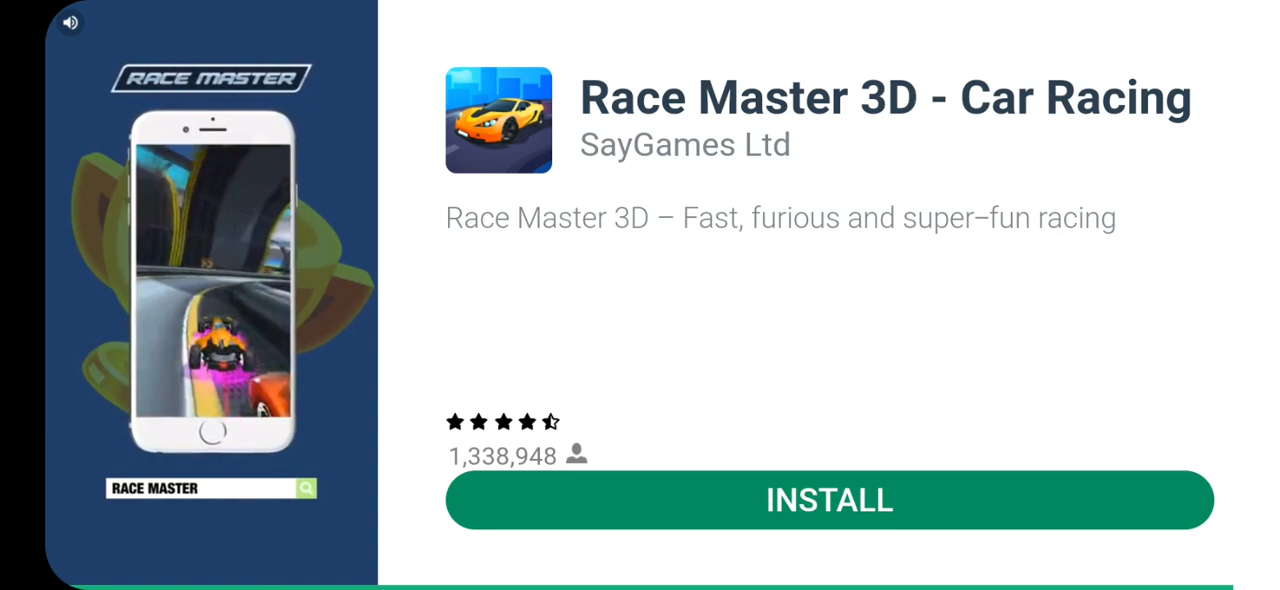 RACE MASTER
RACE MASTER
Race Master 3D - Car Racing
SayGames Ltd
Race Master 3D – Fast, furious and super–fun racing
1,338,948
INSTALL